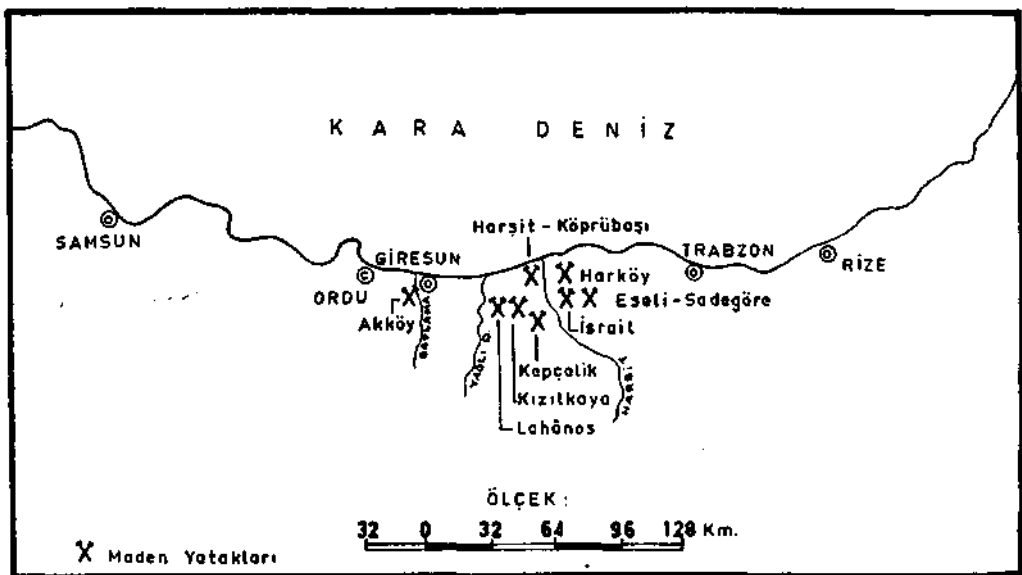 KARA DENİZ
Harşit - Köprübaşı
SAMSUN
GİRESUN
TRABZON
RİZE
ORDU
Harköy
Eseli-Sadegöre
Akköy
İsrail
YAĞLI D.
Kepçelik
Kızılkaya
Lahânos
ÖLÇEK:
32 0 32 64 96 128 Km.
Maden Yatakları